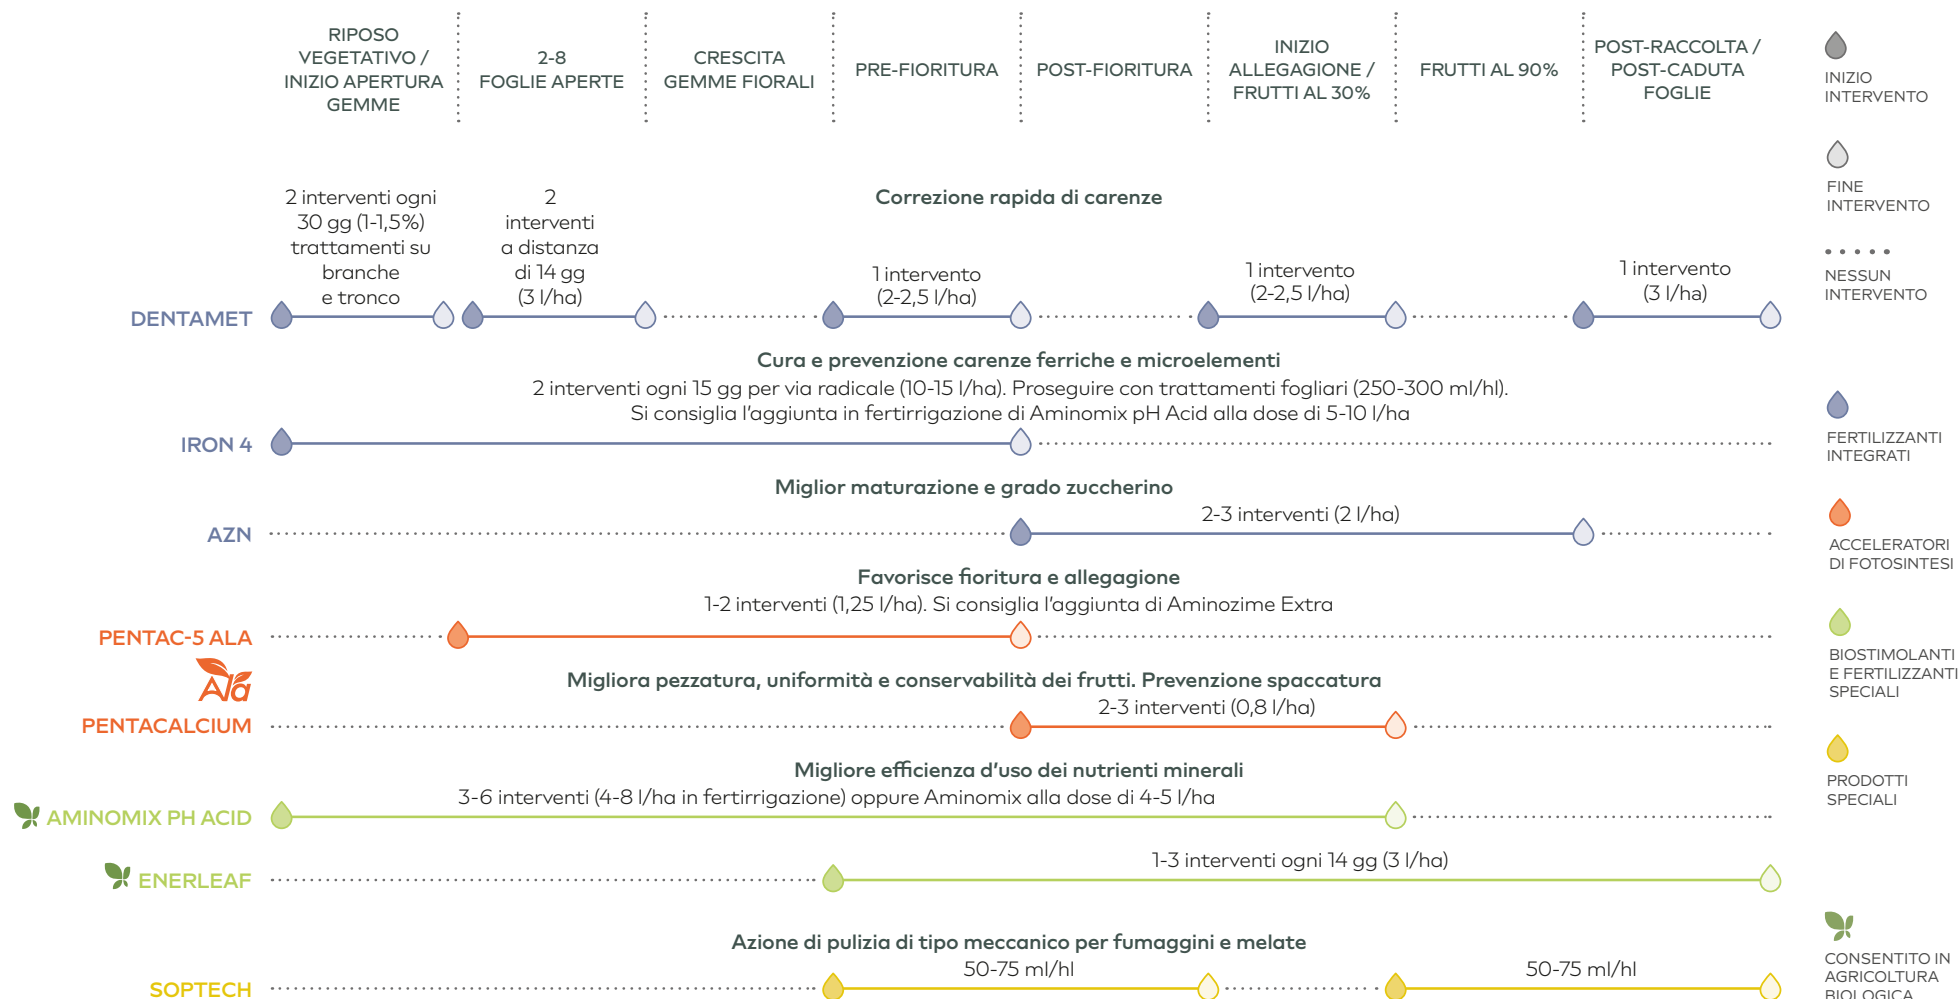 RIPOSO
VEGETATIVO /
INIZIO APERTURA
GEMME
2-8
FOGLIE APERTE
CRESCITA
GEMME FIORALI
PRE-FIORITURA
POST-FIORITURA
INIZIO
ALLEGAGIONE /
FRUTTI AL 30%
FRUTTI AL 90%
POST-RACCOLTA /
POST-CADUTA
FOGLIE
INIZIO
INTERVENTO
FINE
INTERVENTO
NESSUN
INTERVENTO
Correzione rapida di carenze
2 interventi ogni
30 gg (1-1,5%)
trattamenti su
branche
e tronco
2
interventi
a distanza
di 14 gg
(3 l/ha)
1 intervento
(2-2,5 l/ha)
1 intervento
(2-2,5 l/ha)
1 intervento
(3 l/ha)
DENTAMET
Cura e prevenzione carenze ferriche e microelementi
2 interventi ogni 15 gg per via radicale (10-15 l/ha). Proseguire con trattamenti fogliari (250-300 ml/hl).
Si consiglia l'aggiunta in fertirrigazione di Aminomix pH Acid alla dose di 5-10 l/ha
IRON 4
FERTILIZZANTI
INTEGRATI
Miglior maturazione e grado zuccherino
2-3 interventi (2 l/ha)
AZN
ACCELERATORI
DI FOTOSINTESI
Favorisce fioritura e allegagione
1-2 interventi (1,25 l/ha). Si consiglia l'aggiunta di Aminozime Extra
PENTAC-5 ALA
Ala
BIOSTIMOLANTI
E FERTILIZZANTI
SPECIALI
Migliora pezzatura, uniformità e conservabilità dei frutti. Prevenzione spaccatura
2-3 interventi (0,8 l/ha)
PENTACALCIUM
PRODOTTI
SPECIALI
Migliore efficienza d'uso dei nutrienti minerali
3-6 interventi (4-8 l/ha in fertirrigazione) oppure Aminomix alla dose di 4-5 l/ha
AMINOMIX PH ACID
1-3 interventi ogni 14 gg (3 l/ha)
ENERLEAF
Azione di pulizia di tipo meccanico per fumaggini e melate
50-75 ml/hl
50-75 ml/hl
SOPTECH
CONSENTITO IN
AGRICOLTURA
BIOLOGICA